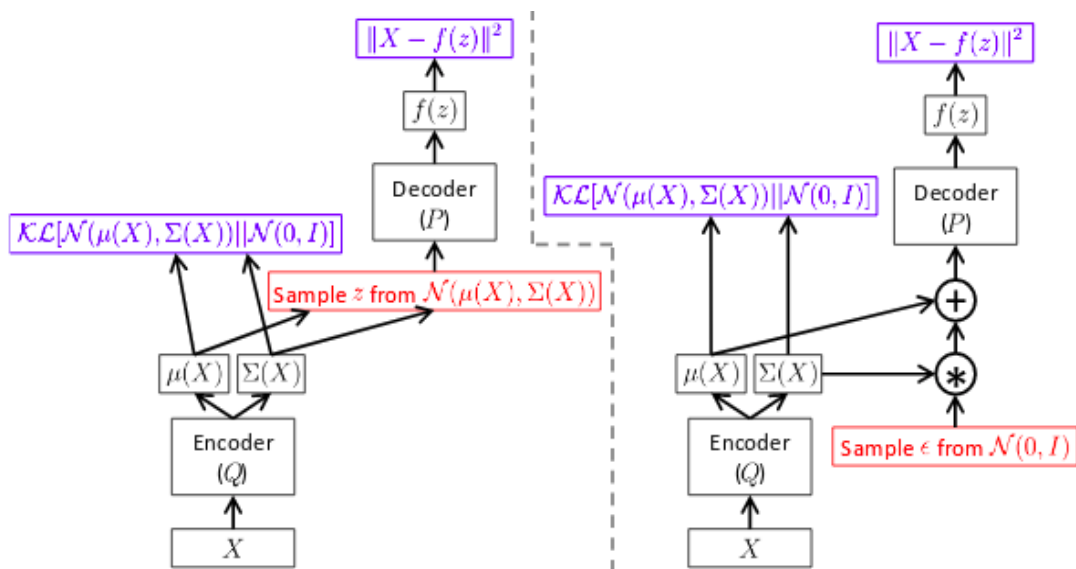 ‖X − f(z)‖²
f(z)
Decoder
(P)
𝒦ℒ[𝒩(μ(X), Σ(X))||𝒩(0, I)]
Sample z from 𝒩(μ(X), Σ(X))
μ(X)
Σ(X)
Encoder
(Q)
X
‖X − f(z)‖²
f(z)
Decoder
(P)
𝒦ℒ[𝒩(μ(X), Σ(X))||𝒩(0, I)]
+
μ(X)
Σ(X)
*
Encoder
(Q)
Sample ϵ from 𝒩(0, I)
X